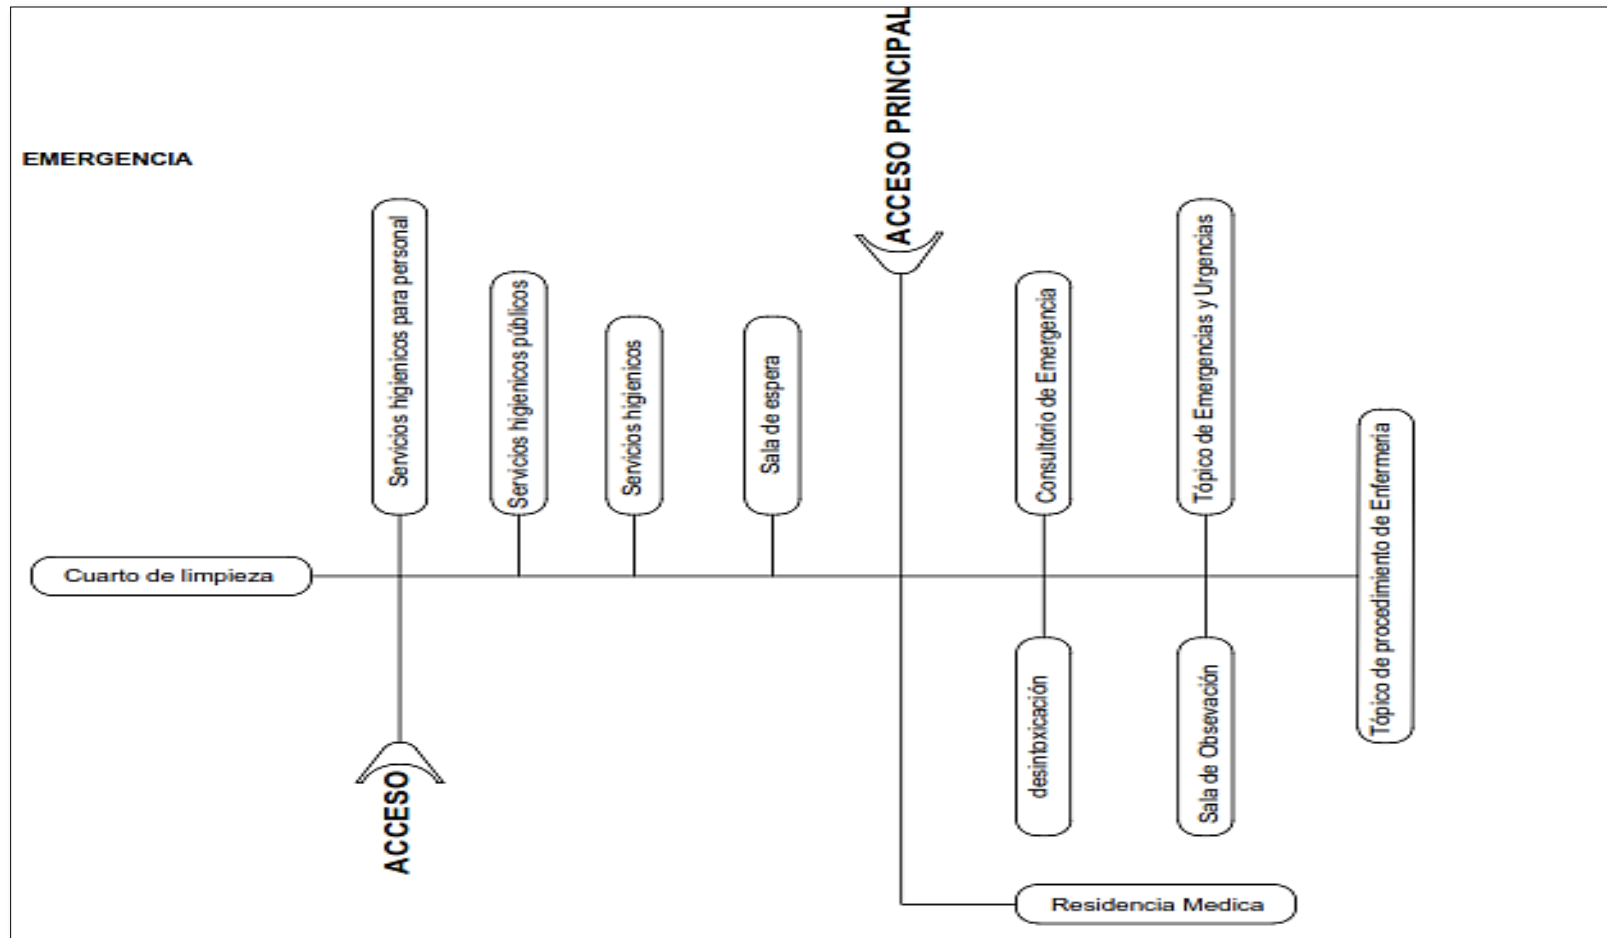 ACCESO PRINCIPAL
EMERGENCIA
Servicios higienicos para personal
Servicios higienicos públicos
Servicios higienicos
Sala de espera
Consultorio de Emergencia
Tópico de Emergencias y Urgencias
Tópico de procedimiento de Enfermeria
Cuarto de limpieza
desintoxicación
Sala de Obsevación
ACCESO
Residencia Medica